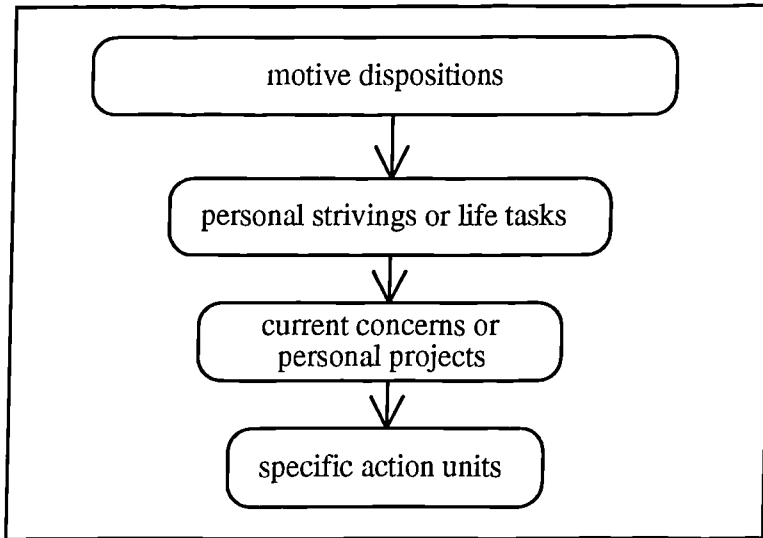 motive dispositions
personal strivings or life tasks
current concerns or
personal projects
specific action units